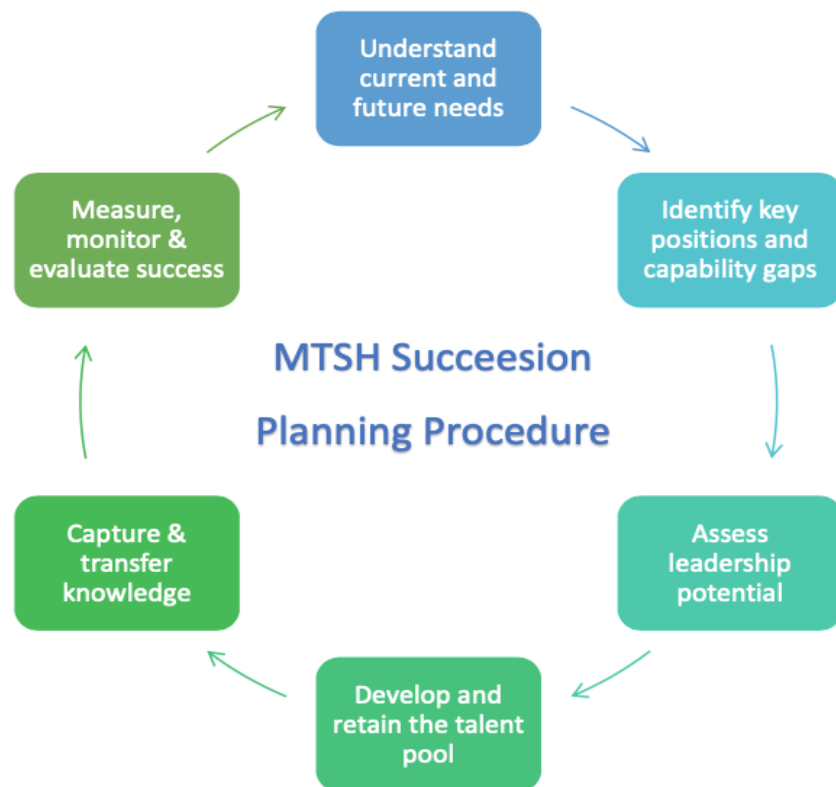 Understand
current and
future needs
Identify key
positions and
capability gaps
Assess
leadership
potential
Develop and
retain the talent
pool
Capture &
transfer
knowledge
Measure,
monitor &
evaluate success
MTSH Succeesion
Planning Procedure